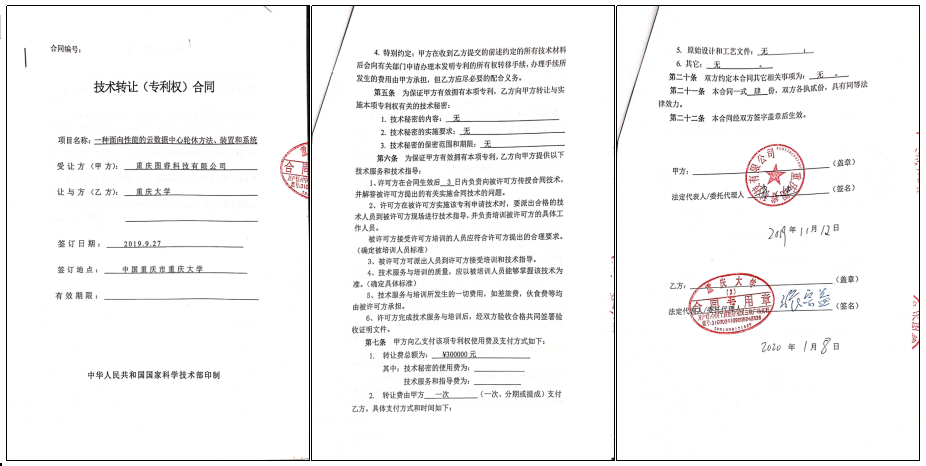 合同编号：
技术转让（专利权）合同
项目名称：一种面向性能的云数据中心轮休方法、装置和系统
受让方（甲方）： 重庆图睿科技有限公司
让与方（乙方）： 重庆大学
签订日期： 2019.9.27
签订地点： 中国重庆市重庆大学
有效期限：
中华人民共和国国家科学技术部印制
合同
4. 特别约定：甲方在收到乙方提交的前述约定的所有技术材料
后会向有关部门申请办理本发明专利的所有权转移手续，办理手续所
发生的费用由甲方承担，但乙方应尽必要的配合义务。
第五条 为保证甲方有效拥有本项专利，乙方向甲方转让与实
施本项专利权有关的技术秘密：
1. 技术秘密的内容： 无
2. 技术秘密的实施要求： 无
3. 技术秘密的保密范围和期限： 无
第六条 为保证甲方有效拥有本项专利，乙方向甲方提供以下
技术服务和技术指导：
1、许可方在合同生效后 3 日内负责向被许可方传授合同技术，
并解答被许可方提出的有关实施合同技术的问题。
2、许可方在被许可方实施该专利申请技术时，要派出合格的技
术人员到被许可方现场进行技术指导，并负责培训被许可方的具体工
作人员。
被许可方接受许可方培训的人员应符合许可方提出的合理要求。
（确定被培训人员标准）
3、被许可方可派出人员到许可方接受培训和技术指导。
4、技术服务与培训的质量，应以被培训人员能够掌握该技术为
准。（确定具体标准）
5、技术服务与培训所发生的一切费用，如差旅费，伙食费等均
由被许可方承担。
6、许可方完成技术服务与培训后，经双方验收合格共同签署验
收证明文件。
第七条 甲方向乙支付该项专利权使用费及支付方式如下：
1. 转让费总额为： ¥300000 元
其中：技术秘密的使用费为：
技术服务和指导费为：
2. 转让费由甲方 一次 （一次、分期或提成）支付
乙方。具体支付方式和时间如下：
5. 原始设计和工艺文件： 无 ；
6. 其它： 无 。
第二十条 双方约定本合同其它相关事项为： 无 。
第二十一条 本合同一式 肆 份，双方各执贰份，具有同等法
律效力。
第二十二条 本合同经双方签字盖章后生效。
甲方： （盖章）
法定代表人/委托代理人 （签名）
2019 年 11 月 12 日
乙方： （盖章）
重庆大学
(2)
合同专用章
法定代表人/委托代理人 （签名）
2020 年 1 月 8 日